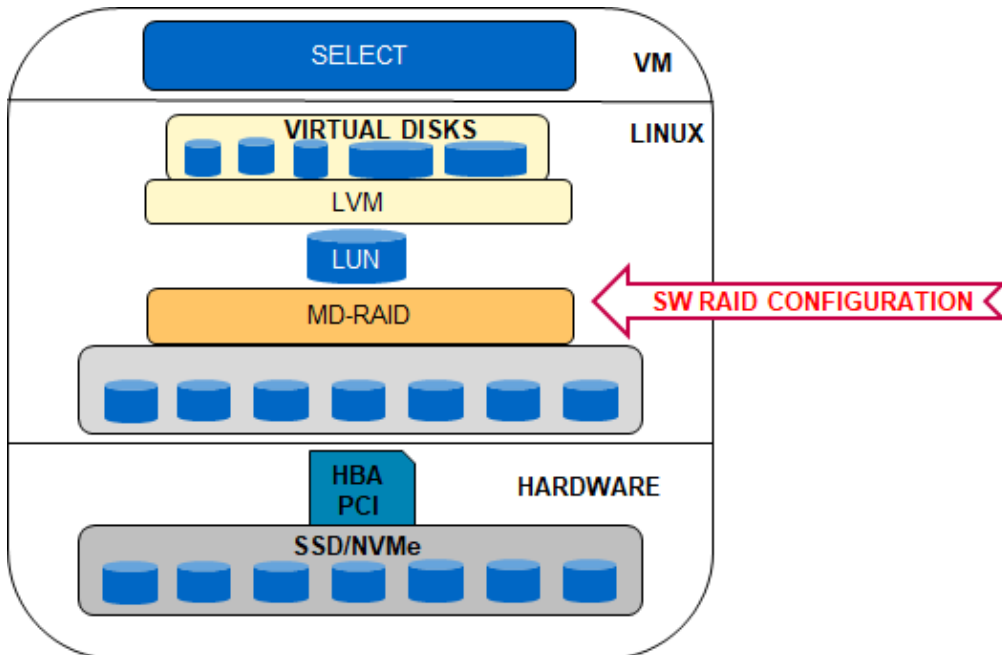 SELECT
VM
VIRTUAL DISKS
LINUX
LVM
LUN
MD-RAID
SW RAID CONFIGURATION
HBA
PCI
HARDWARE
SSD/NVMe